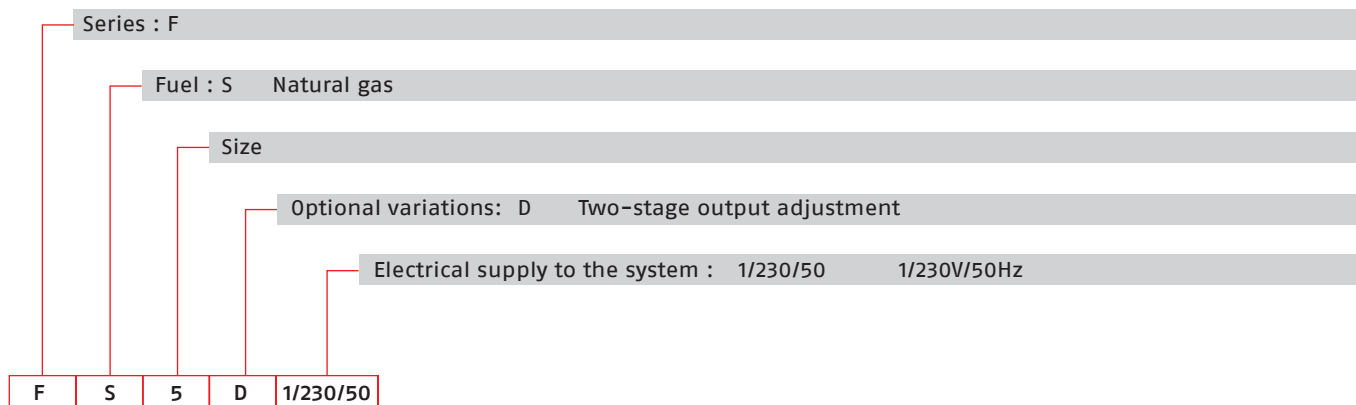 Series : F
Fuel : S Natural gas
Size
Optional variations: D Two-stage output adjustment
Electrical supply to the system : 1/230/50 1/230V/50Hz
F S 5 D 1/230/50